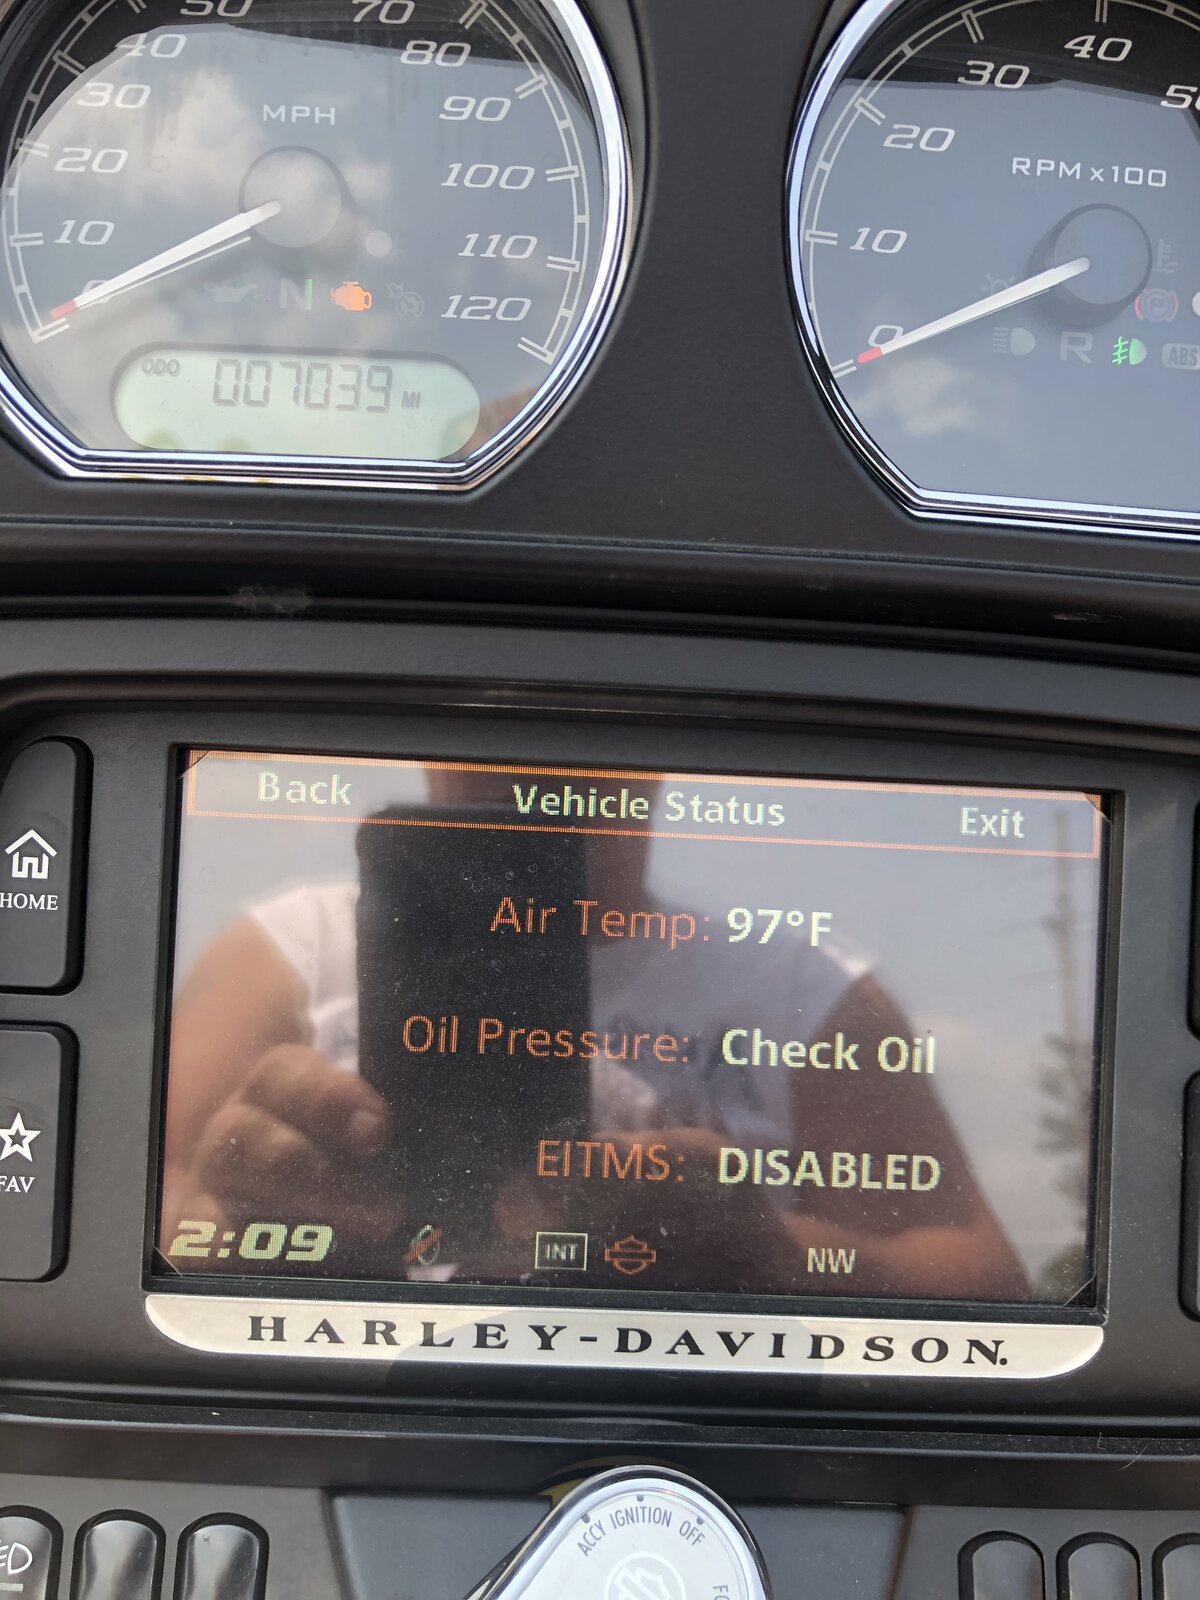 50
70
40
80
30
MPH
90
20
100
10
110
0
N
120
ODO
007039 MI
40
30
20
RPM x100
10
0
R
ABS
Back Vehicle Status Exit
Air Temp: 97°F
Oil Pressure: Check Oil
EITMS: DISABLED
2:09 INT NW
HOME
FAV
HARLEY-DAVIDSON.
ACCY IGNITION OFF